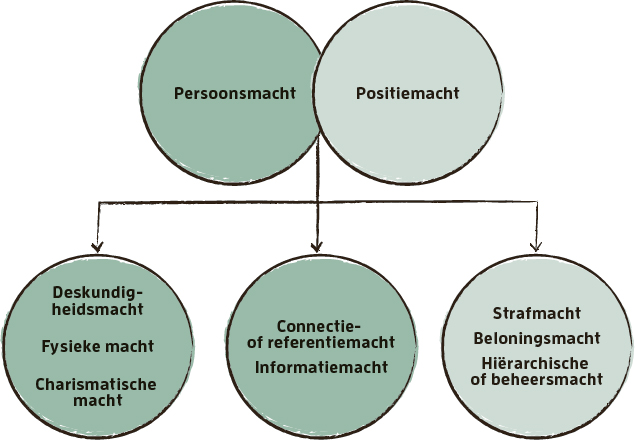 Persoonsmacht
Positiemacht
Deskundig-
heidsmacht
Fysieke macht
Charismatische
macht
Connectie-
of referentiemacht
Informatiemacht
Strafmacht
Beloningsmacht
Hiërarchische
of beheersmacht